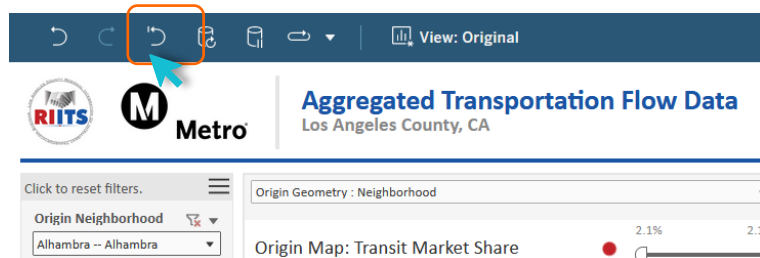 View: Original
RIITS
M
Metro
Aggregated Transportation Flow Data
Los Angeles County, CA
Click to reset filters.
Origin Geometry : Neighborhood
Origin Neighborhood
Alhambra -- Alhambra
Origin Map: Transit Market Share
2.1%